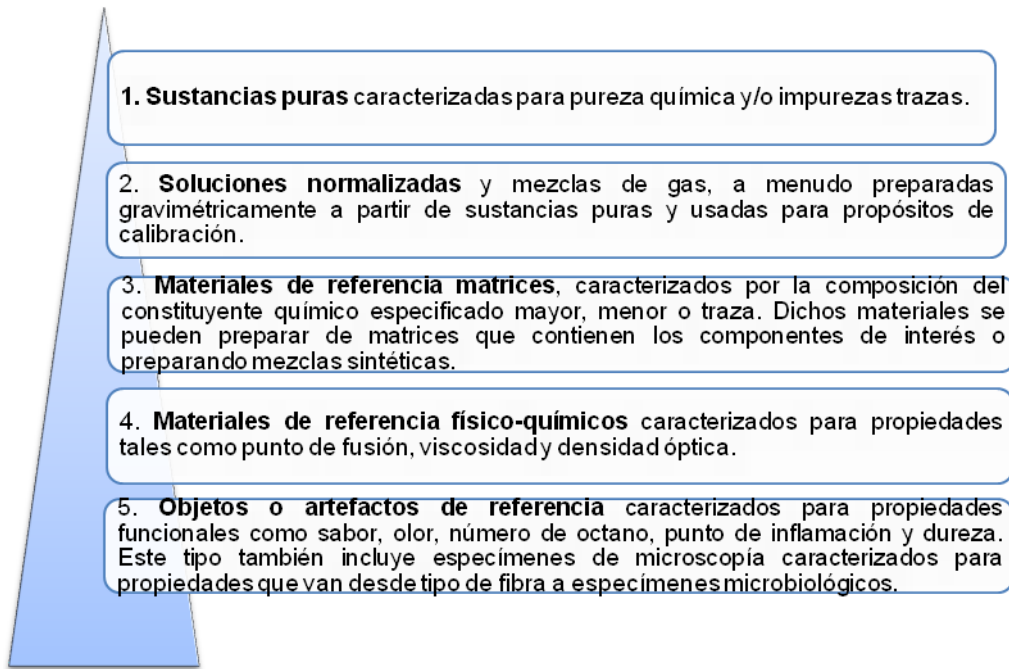 1. Sustancias puras caracterizadas para pureza química y/o impurezas trazas.
2. Soluciones normalizadas y mezclas de gas, a menudo preparadas
gravimétricamente a partir de sustancias puras y usadas para propósitos de
calibración.
3. Materiales de referencia matrices, caracterizados por la composición del
constituyente químico especificado mayor, menor o traza. Dichos materiales se
pueden preparar de matrices que contienen los componentes de interés o
preparando mezclas sintéticas.
4. Materiales de referencia físico-químicos caracterizados para propiedades
tales como punto de fusión, viscosidad y densidad óptica.
5. Objetos o artefactos de referencia caracterizados para propiedades
funcionales como sabor, olor, número de octano, punto de inflamación y dureza.
Este tipo también incluye especímenes de microscopía caracterizados para
propiedades que van desde tipo de fibra a especímenes microbiológicos.